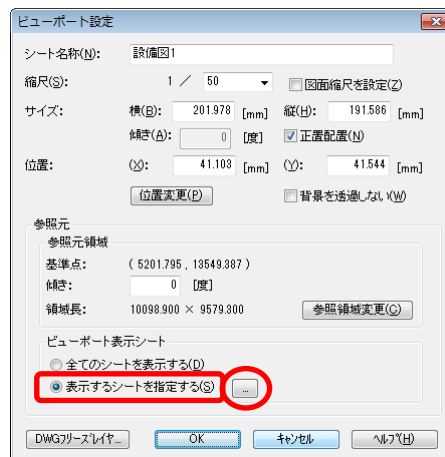 ビューポート設定
シート名称(N): 設備図1
縮尺(S): 1 / 50 図面縮尺を設定(Z)
サイズ: 横(B): 201.978 [mm] 縦(H): 191.586 [mm]
傾き(A): 0 [度] 正置配置(N)
位置: (X): 41.103 [mm] (Y): 41.544 [mm]
位置変更(P) 背景を透過しない(W)
参照元
参照元領域
基準点: ( 5201.795 , 13549.387 )
傾き: 0 [度]
領域長: 10098.900 × 9579.300 参照領域変更(C)
ビューポート表示シート
全てのシートを表示する(D)
表示するシートを指定する(S) ...
DWGフリーズレイヤ... OK キャンセル ヘルプ(H)